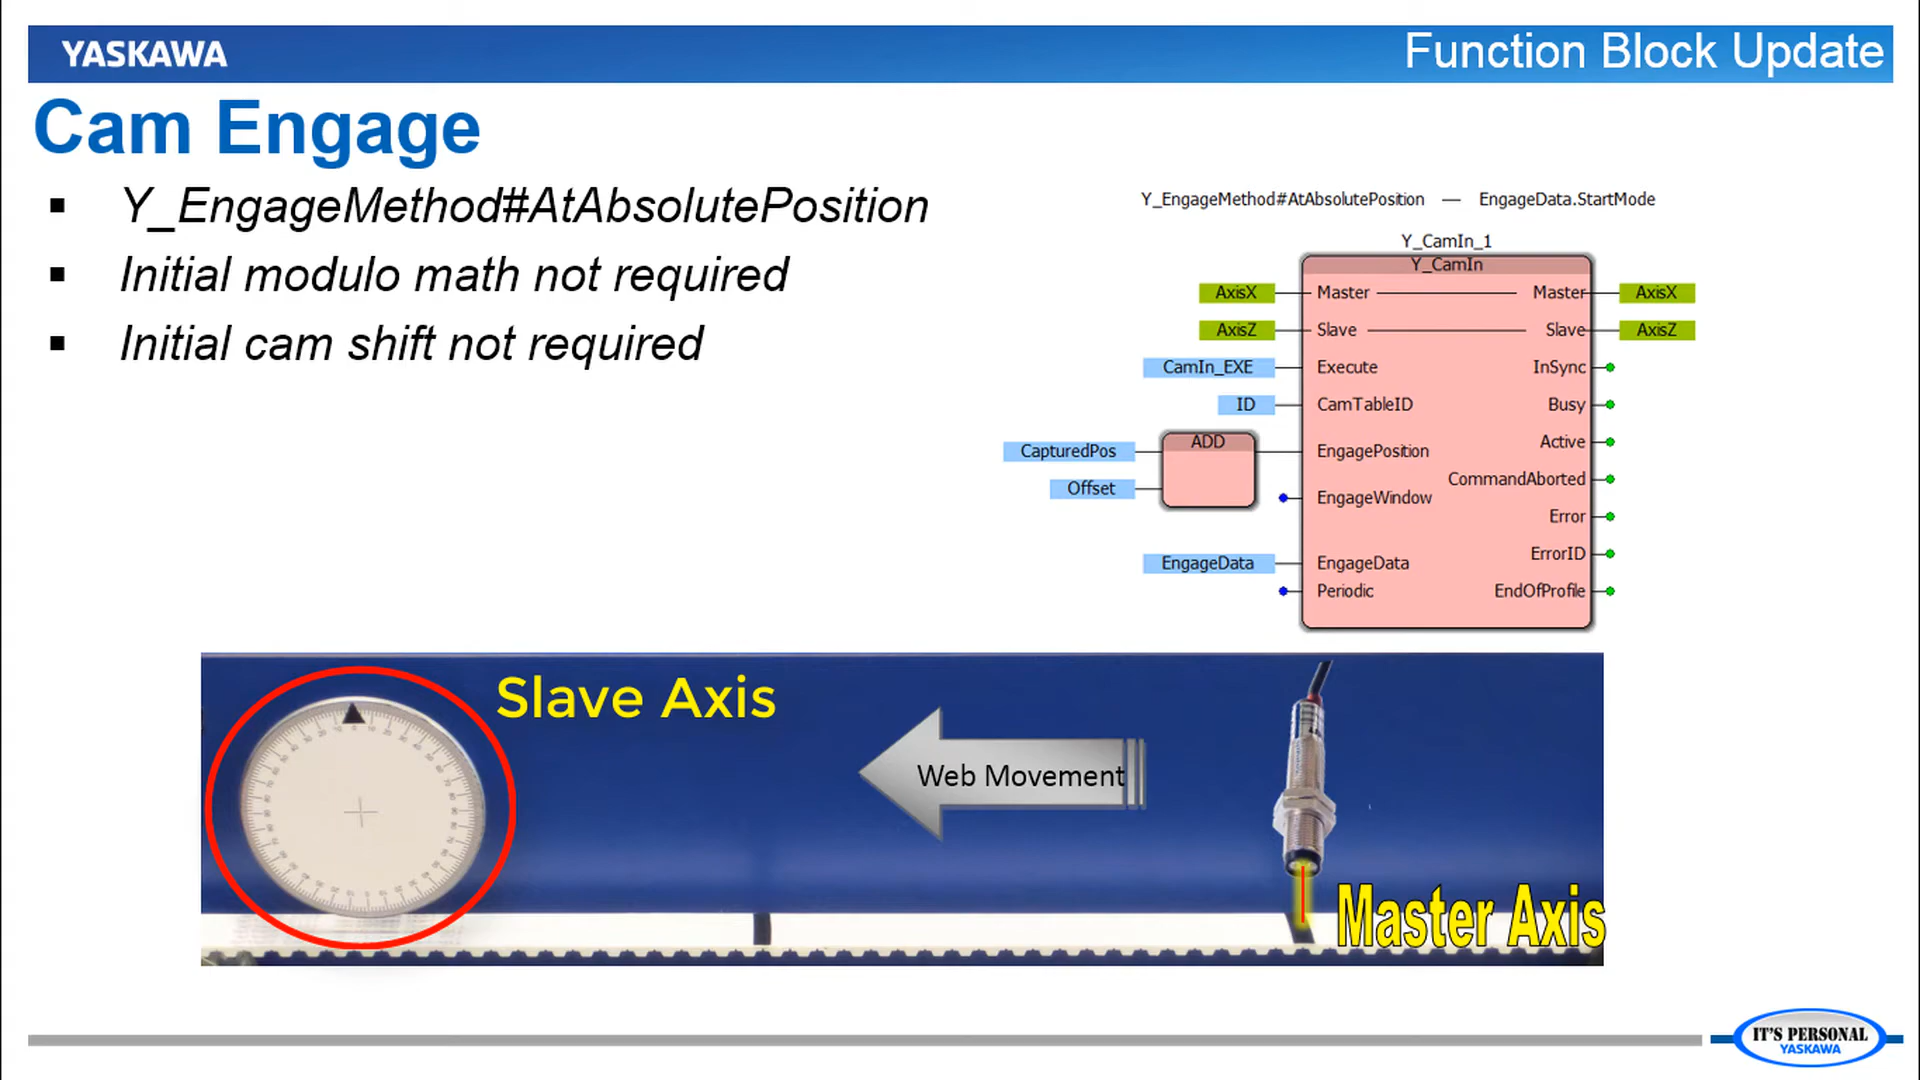 YASKAWA
Function Block Update
Cam Engage
Y_EngageMethod#AtAbsolutePosition
Initial modulo math not required
Initial cam shift not required
Y_EngageMethod#AtAbsolutePosition — EngageData.StartMode
Y_CamIn_1
Y_CamIn
AxisX Master Master AxisX
AxisZ Slave Slave AxisZ
CamIn_EXE Execute InSync
ID CamTableID Busy
ADD
Active
CapturedPos EngagePosition
CommandAborted
Offset EngageWindow
Error
ErrorID
EngageData EngageData
Periodic EndOfProfile
Slave Axis
Web Movement
Master Axis
IT'S PERSONAL
YASKAWA